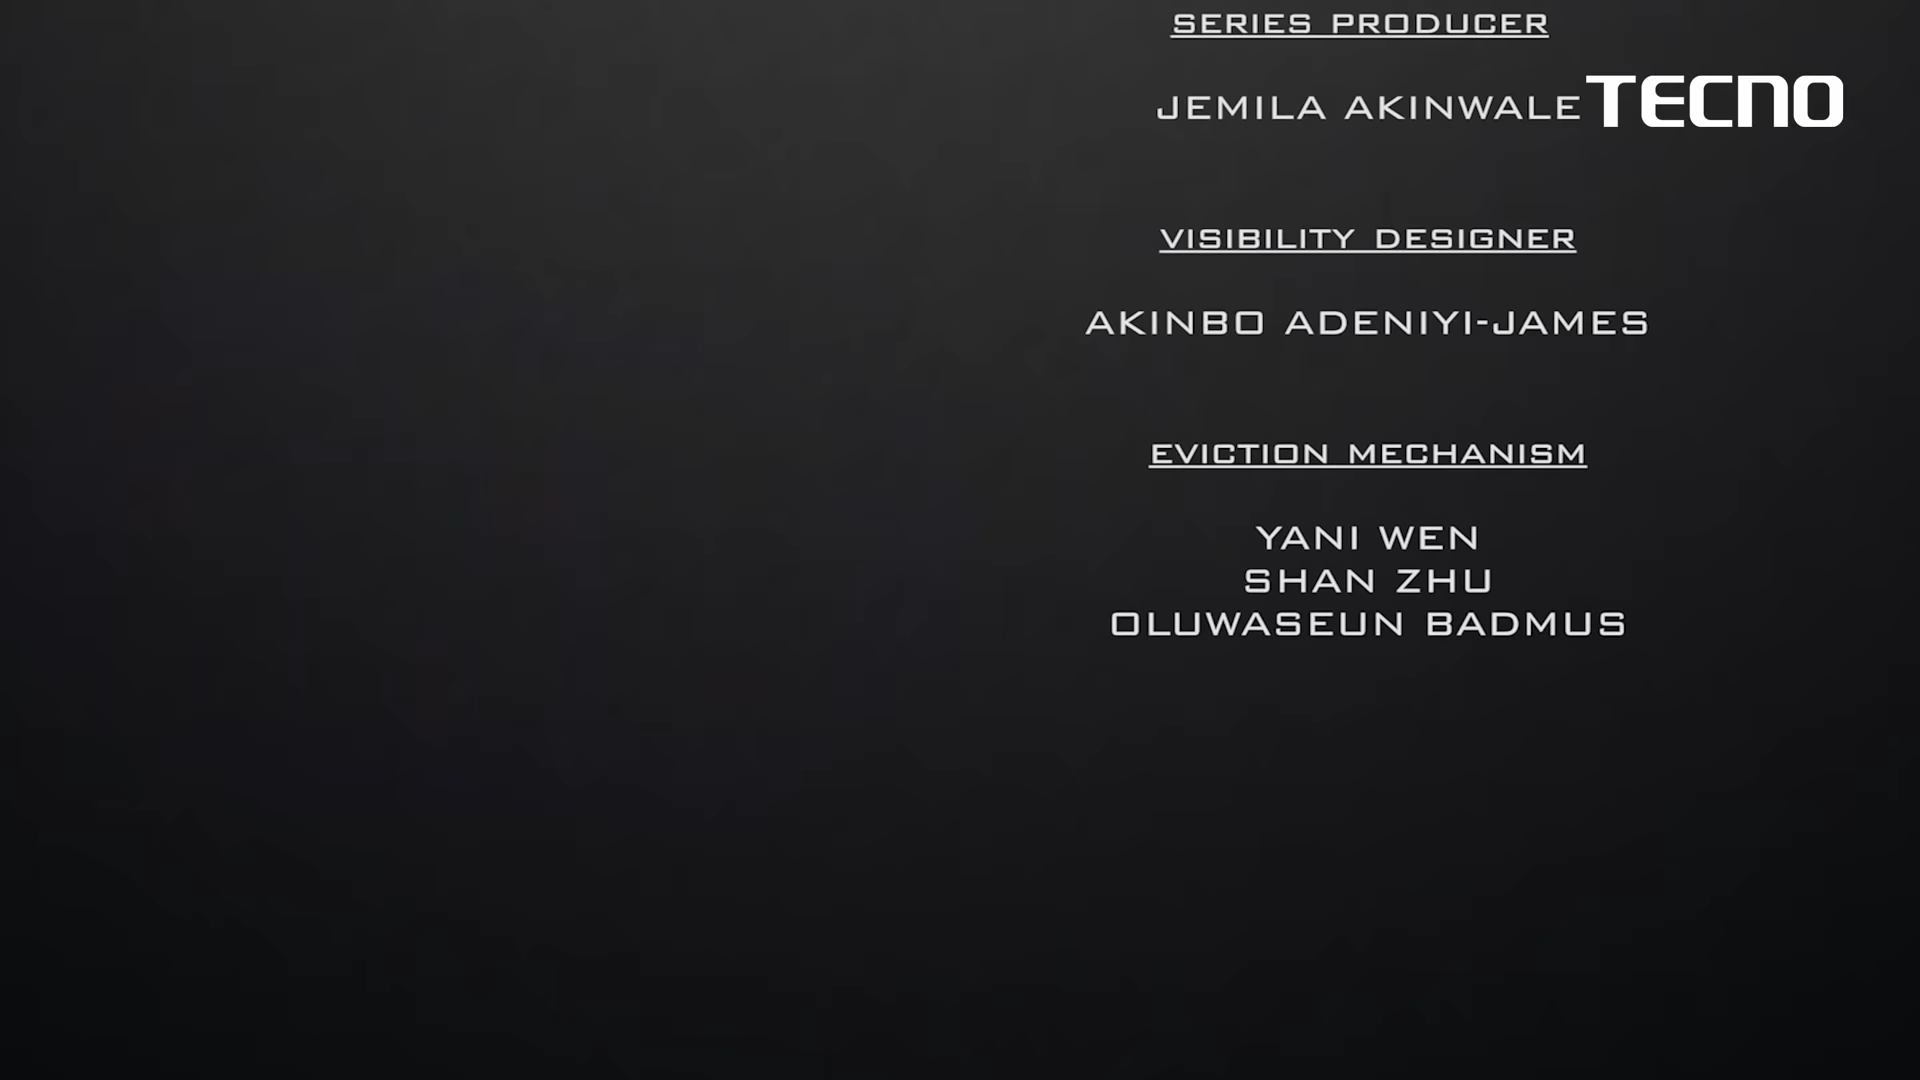 SERIES PRODUCER
JEMILA AKINWALE
TECNO
VISIBILITY DESIGNER
AKINBO ADENIYI-JAMES
EVICTION MECHANISM
YANI WEN
SHAN ZHU
OLUWASEUN BADMUS